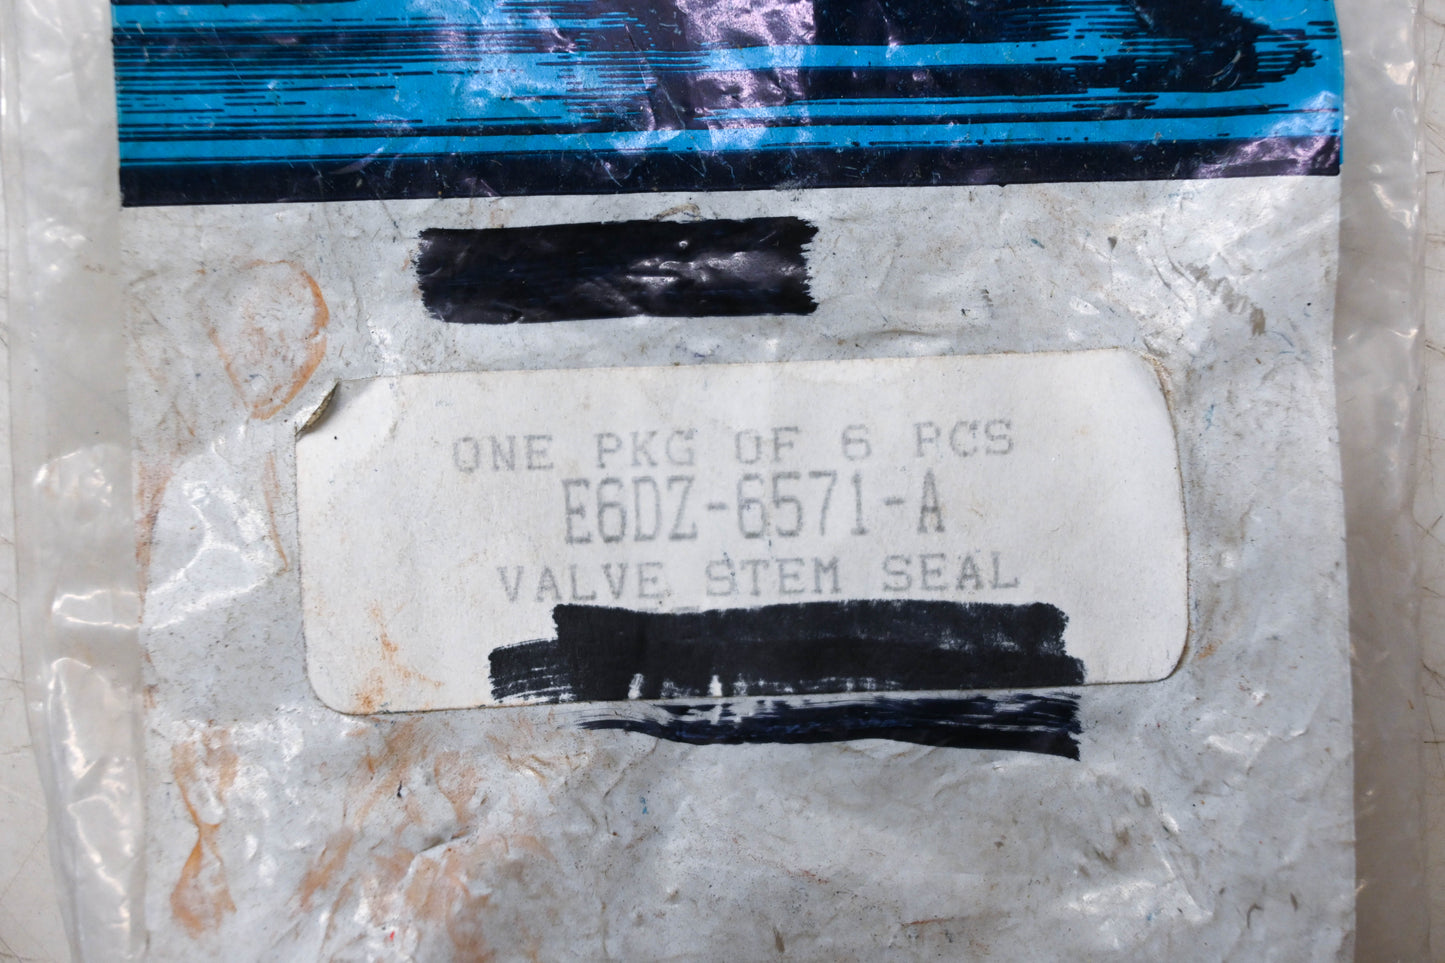 ONE PKG OF 6 PCS
E6DZ-6571-A
VALVE STEM SEAL